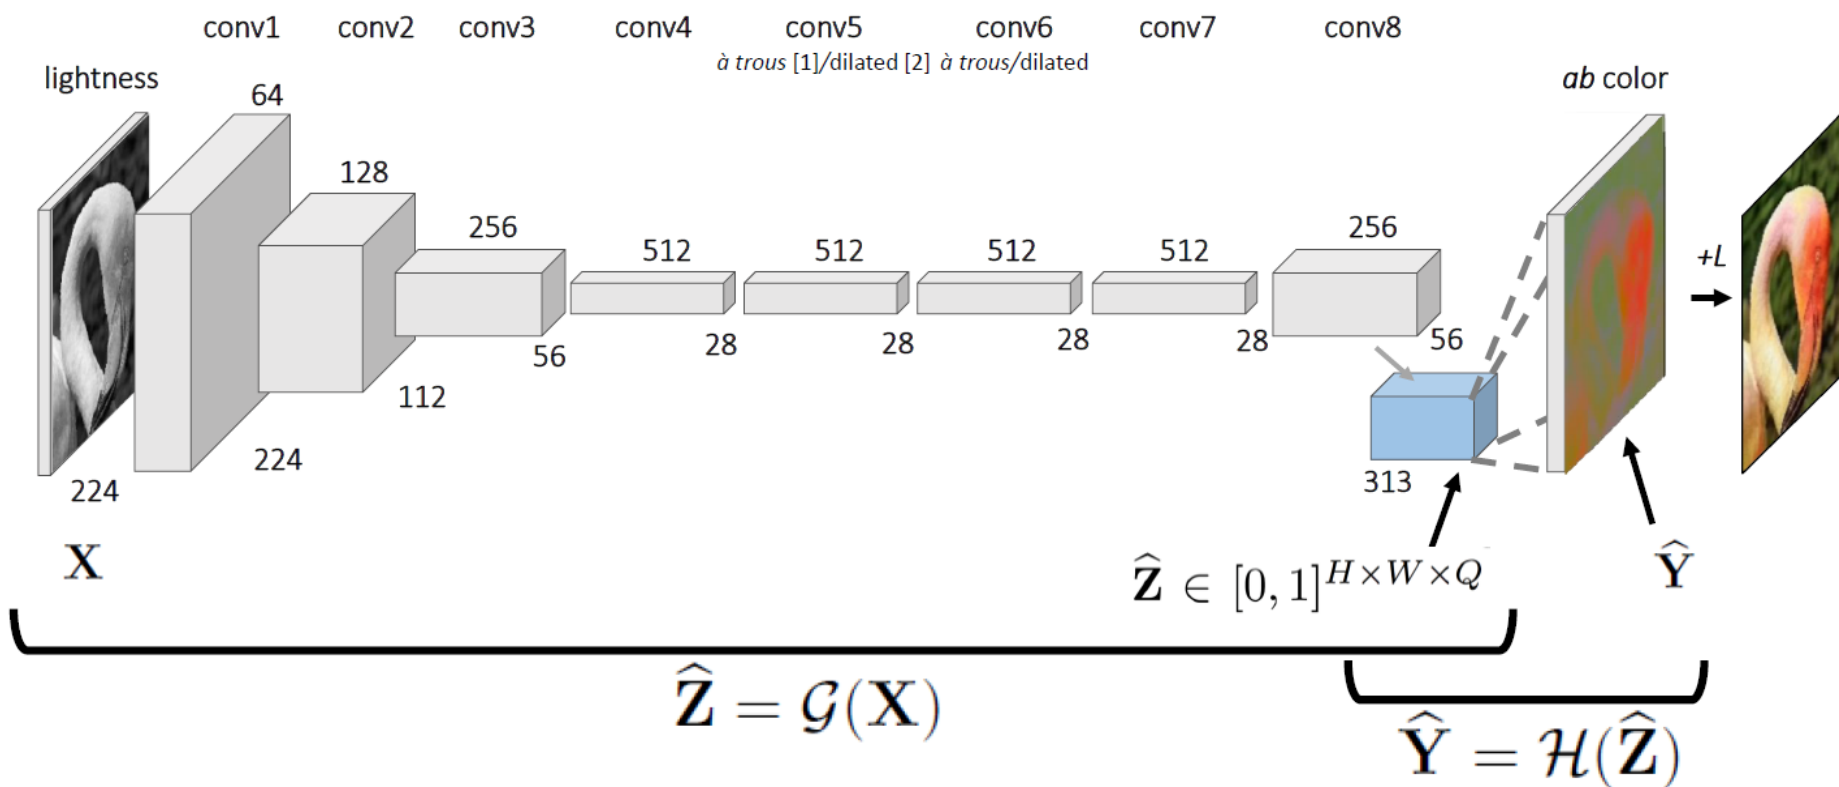 conv1 conv2 conv3 conv4 conv5 conv6 conv7 conv8
à trous [1]/dilated [2] à trous/dilated
lightness
ab color
64
128
256 512 512 512 512 256
+L
56 28 28 28 28 56
112
224
224
313
X
Ẑ ∈ [0, 1]^{H×W×Q}
Ŷ
Ẑ = 𝒢(X)
Ŷ = ℋ(Ẑ)